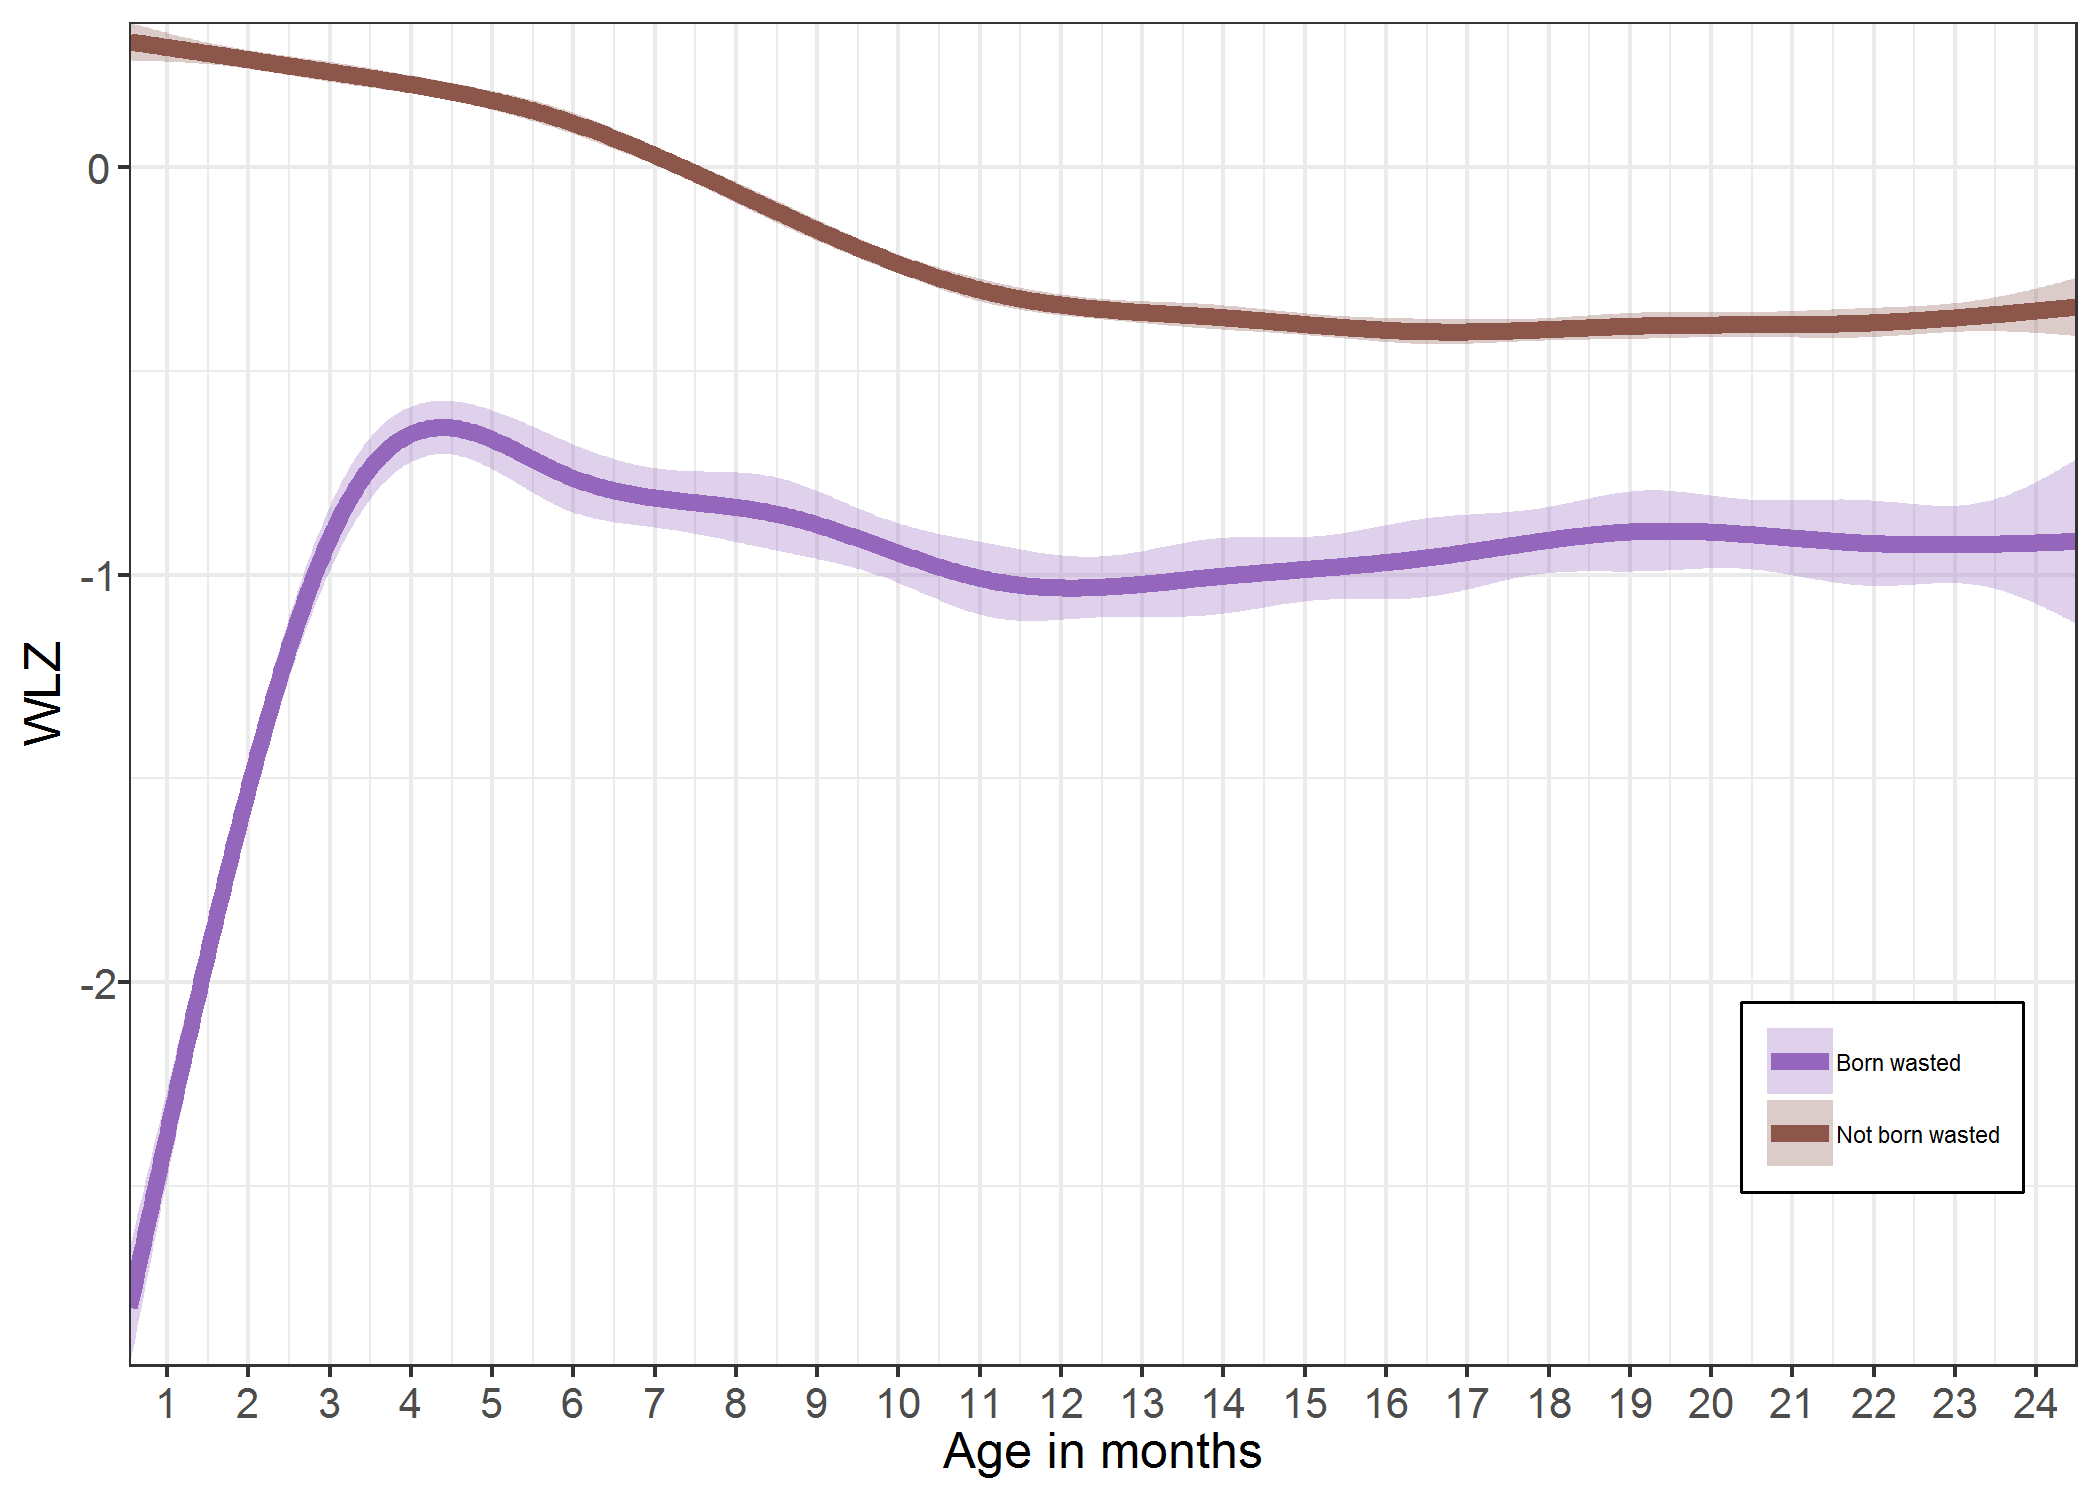 0
-1
-2
WLZ
Born wasted
Not born wasted
1 2 3 4 5 6 7 8 9 10 11 12 13 14 15 16 17 18 19 20 21 22 23 24
Age in months